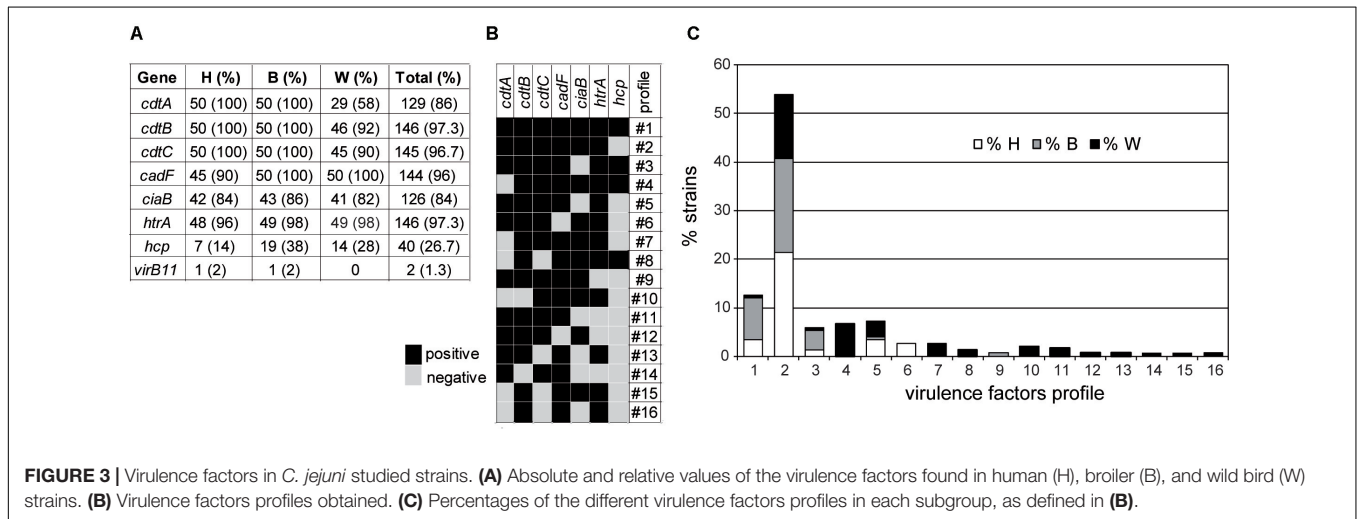 A
Gene H (%) B (%) W (%) Total (%)
cdtA 50 (100) 50 (100) 29 (58) 129 (86)
cdtB 50 (100) 50 (100) 46 (92) 146 (97.3)
cdtC 50 (100) 50 (100) 45 (90) 145 (96.7)
cadF 45 (90) 50 (100) 50 (100) 144 (96)
ciaB 42 (84) 43 (86) 41 (82) 126 (84)
htrA 48 (96) 49 (98) 49 (98) 146 (97.3)
hcp 7 (14) 19 (38) 14 (28) 40 (26.7)
virB11 1 (2) 1 (2) 0 2 (1.3)
positive
negative
B
cdtA cdtB cdtC cadF ciaB htrA hcp profile
#1
#2
#3
#4
#5
#6
#7
#8
#9
#10
#11
#12
#13
#14
#15
#16
C
% strains
60
50
40
30
20
10
0
% H % B % W
1 2 3 4 5 6 7 8 9 10 11 12 13 14 15 16
virulence factors profile
FIGURE 3 | Virulence factors in C. jejuni studied strains. (A) Absolute and relative values of the virulence factors found in human (H), broiler (B), and wild bird (W)
strains. (B) Virulence factors profiles obtained. (C) Percentages of the different virulence factors profiles in each subgroup, as defined in (B).